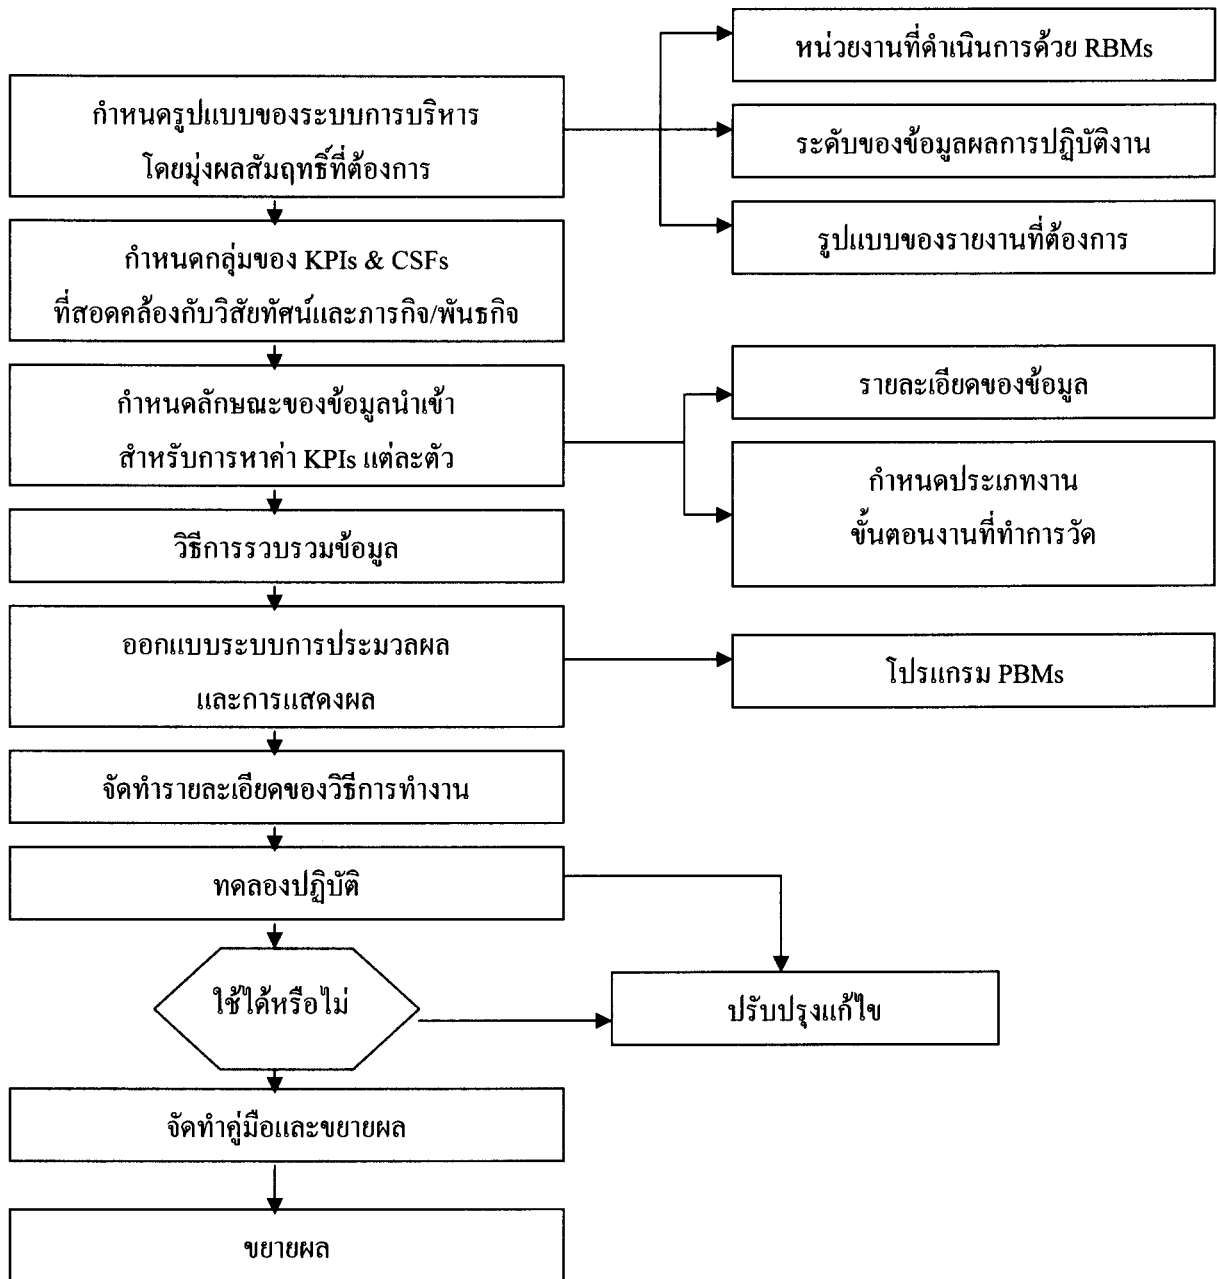 หน่วยงานที่ดำเนินการด้วย RBMs
กำหนดรูปแบบของระบบการบริหาร
โดยมุ่งผลสัมฤทธิ์ที่ต้องการ
ระดับของข้อมูลผลการปฏิบัติงาน
รูปแบบของรายงานที่ต้องการ
กำหนดกลุ่มของ KPIs & CSFs
ที่สอดคล้องกับวิสัยทัศน์และภารกิจ/พันธกิจ
กำหนดลักษณะของข้อมูลนำเข้า
สำหรับการหาค่า KPIs แต่ละตัว
รายละเอียดของข้อมูล
กำหนดประเภทงาน
ขั้นตอนงานที่ทำการวัด
วิธีการรวบรวมข้อมูล
ออกแบบระบบการประมวลผล
และการแสดงผล
โปรแกรม PBMs
จัดทำรายละเอียดของวิธีการทำงาน
ทดลองปฏิบัติ
ใช้ได้หรือไม่
ปรับปรุงแก้ไข
จัดทำคู่มือและขยายผล
ขยายผล